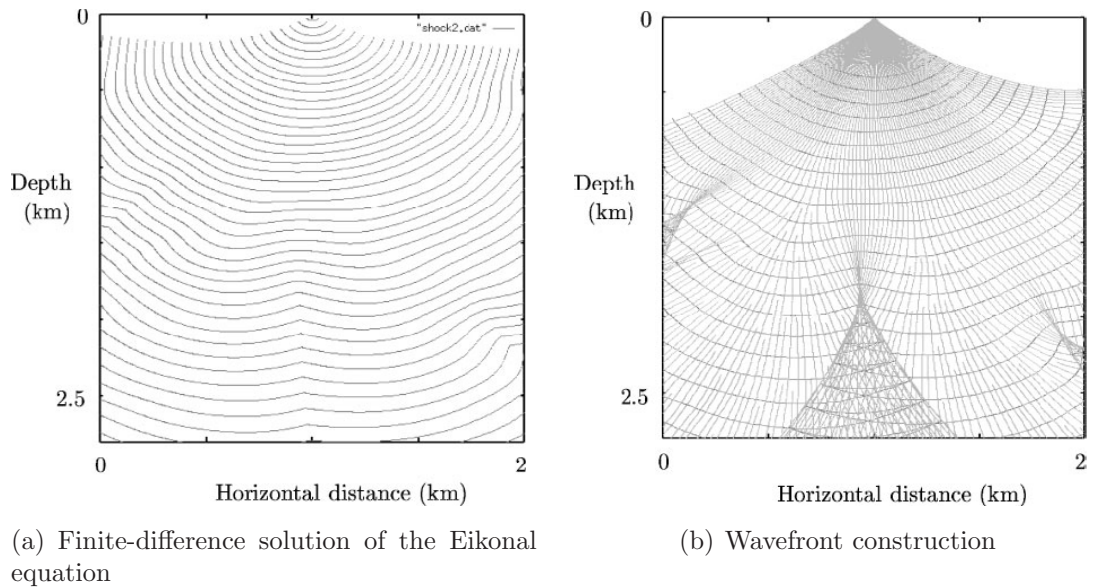 0
"shock2.dat"
Depth
(km)
2.5
0
2
Horizontal distance (km)
(a) Finite-difference solution of the Eikonal
equation
0
Depth
(km)
2.5
0
2
Horizontal distance (km)
(b) Wavefront construction